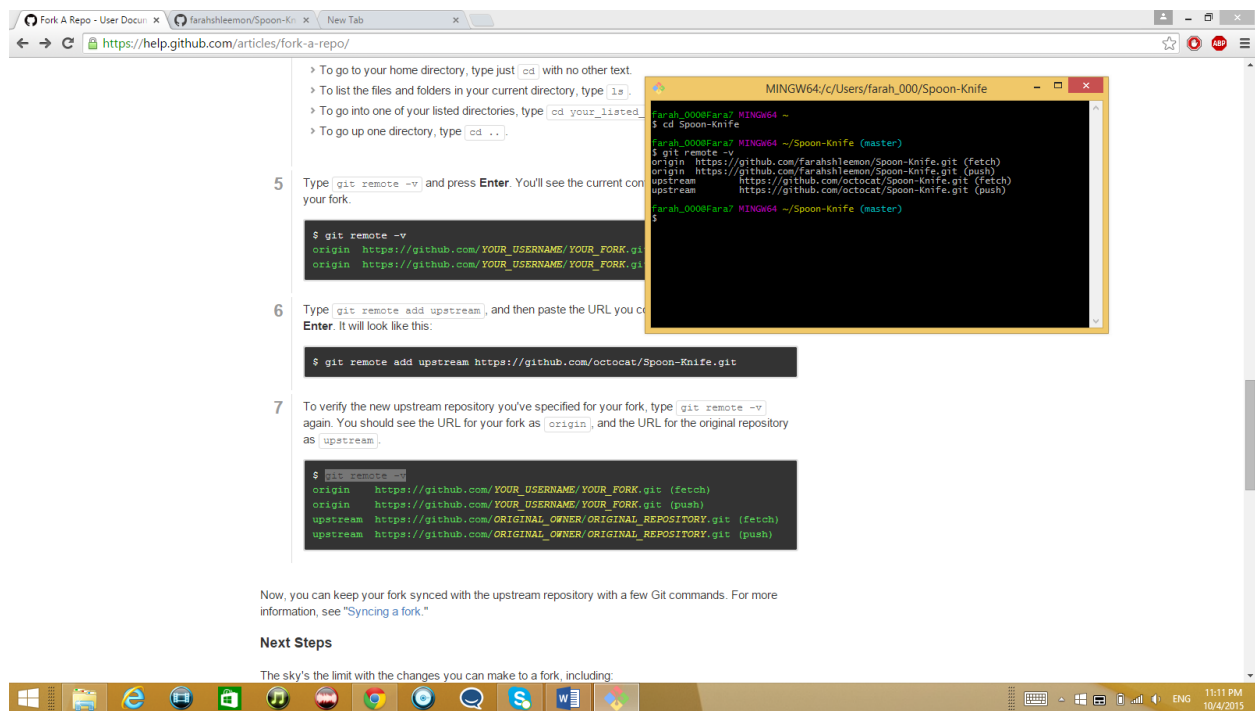 Fork A Repo - User Docun
farahshleemon/Spoon-Kn
New Tab
https://help.github.com/articles/fork-a-repo/
ABP
> To go to your home directory, type just cd with no other text.
> To list the files and folders in your current directory, type ls .
> To go into one of your listed directories, type cd your_listed_
> To go up one directory, type cd .. .
5 Type git remote -v and press Enter. You'll see the current con
your fork.
$ git remote -v
origin https://github.com/YOUR_USERNAME/YOUR_FORK.gi
origin https://github.com/YOUR_USERNAME/YOUR_FORK.gi
6 Type git remote add upstream , and then paste the URL you co
Enter. It will look like this:
$ git remote add upstream https://github.com/octocat/Spoon-Knife.git
7 To verify the new upstream repository you've specified for your fork, type git remote -v
again. You should see the URL for your fork as origin , and the URL for the original repository
as upstream .
$ git remote -v
origin https://github.com/YOUR_USERNAME/YOUR_FORK.git (fetch)
origin https://github.com/YOUR_USERNAME/YOUR_FORK.git (push)
upstream https://github.com/ORIGINAL_OWNER/ORIGINAL_REPOSITORY.git (fetch)
upstream https://github.com/ORIGINAL_OWNER/ORIGINAL_REPOSITORY.git (push)
Now, you can keep your fork synced with the upstream repository with a few Git commands. For more
information, see "Syncing a fork."
Next Steps
The sky's the limit with the changes you can make to a fork, including:
MINGW64:/c/Users/farah_000/Spoon-Knife
farah_000@Fara7 MINGW64 ~
$ cd Spoon-Knife
farah_000@Fara7 MINGW64 ~/Spoon-Knife (master)
$ git remote -v
origin https://github.com/farahshleemon/Spoon-Knife.git (fetch)
origin https://github.com/farahshleemon/Spoon-Knife.git (push)
upstream https://github.com/octocat/Spoon-Knife.git (fetch)
upstream https://github.com/octocat/Spoon-Knife.git (push)
farah_000@Fara7 MINGW64 ~/Spoon-Knife (master)
$
ENG
11:11 PM
10/4/2015